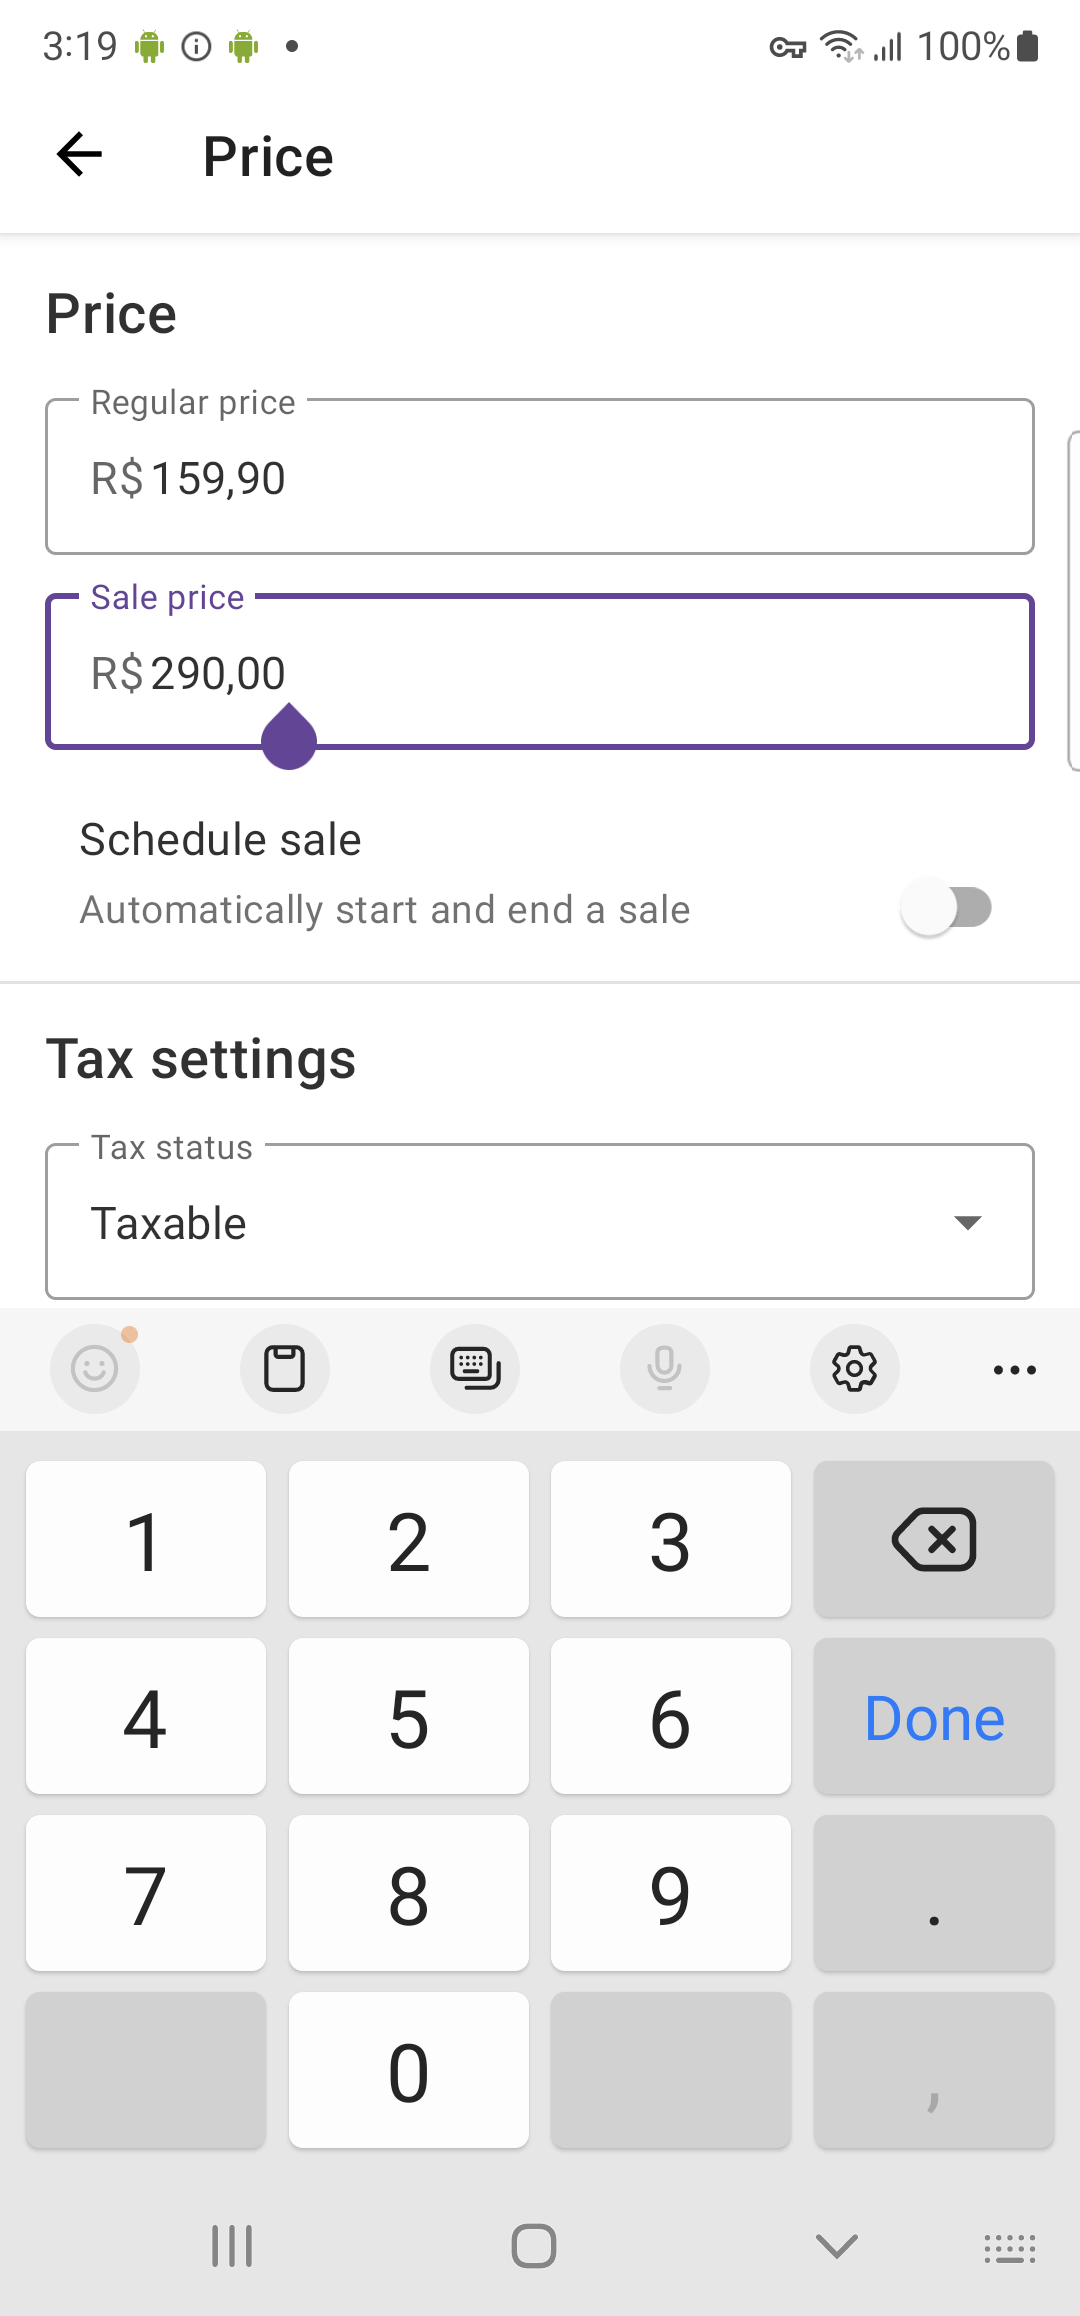 3:19 100%
Price
Price
Regular price
R$ 159,90
Sale price
R$ 290,00
Schedule sale
Automatically start and end a sale
Tax settings
Tax status
Taxable
1 2 3
4 5 6 Done
7 8 9 .
0 ,